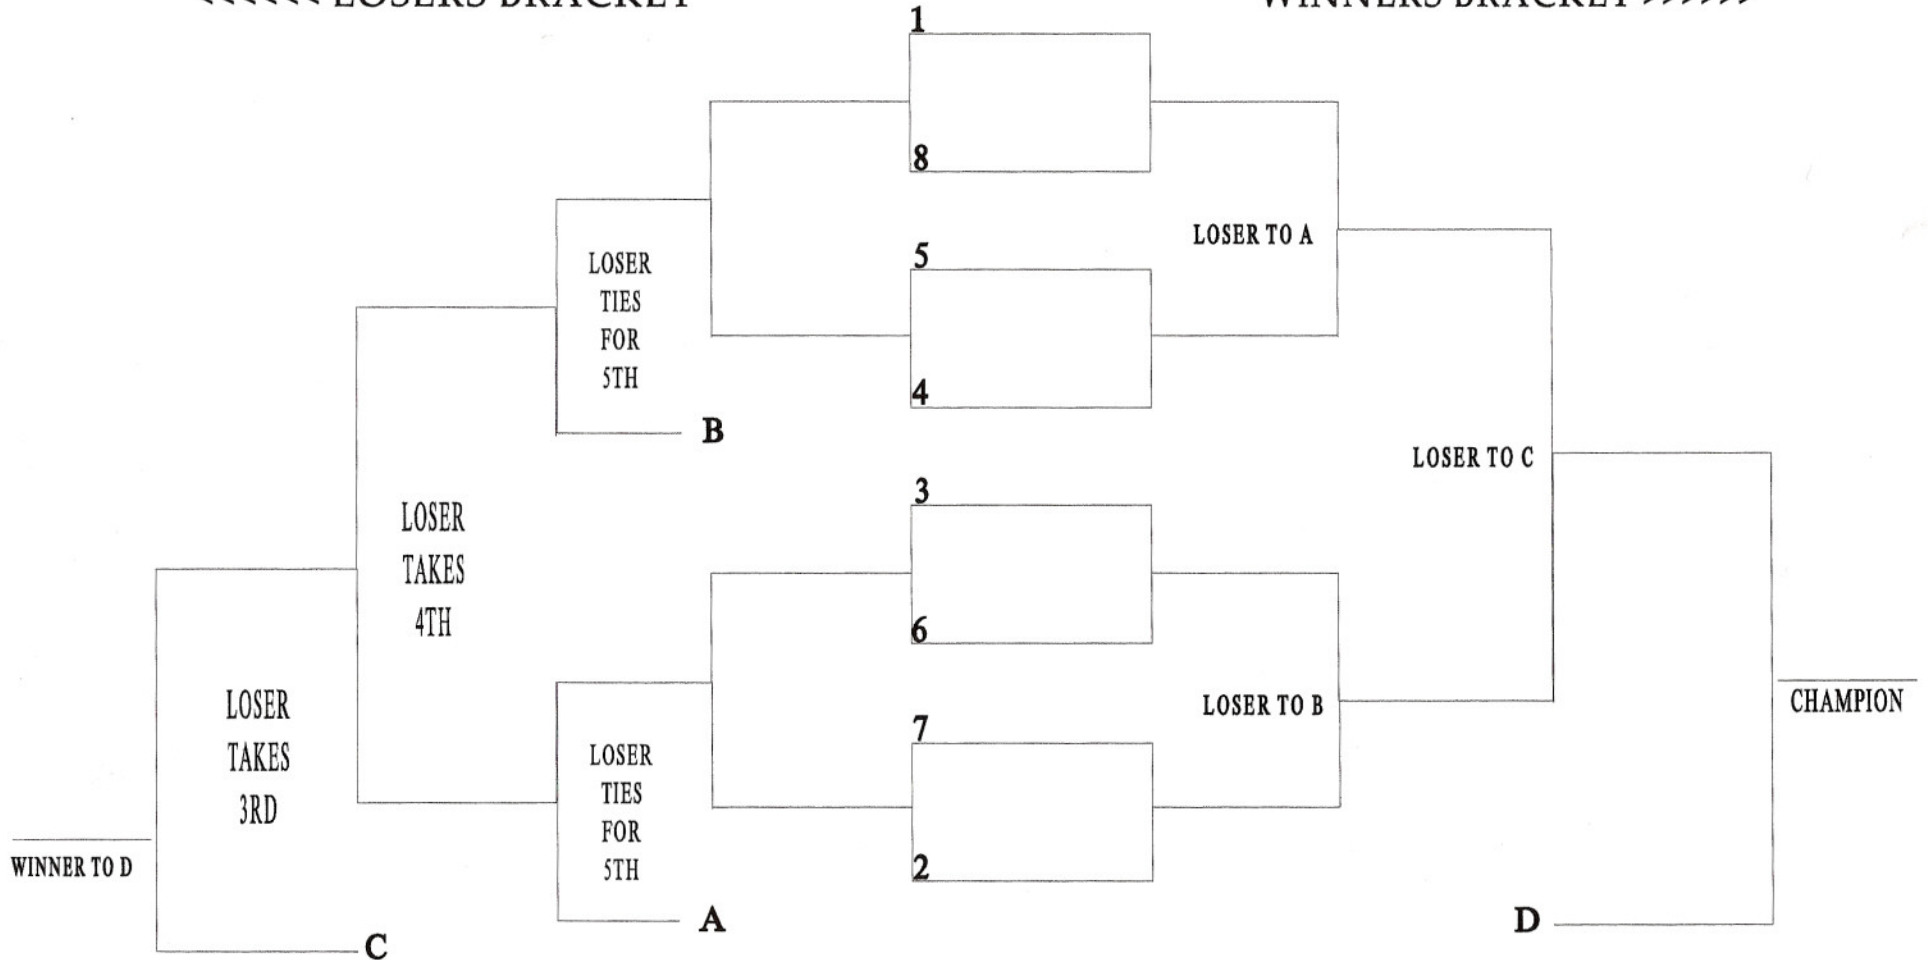 <<<<<< LOSERS BRACKET
WINNERS BRACKET >>>>>>
1
8
LOSER TO A
5
4
LOSER
TIES
FOR
5TH
B
LOSER TO C
3
6
LOSER
TAKES
4TH
LOSER TO B
CHAMPION
7
2
LOSER
TAKES
3RD
LOSER
TIES
FOR
5TH
WINNER TO D
A
D
C